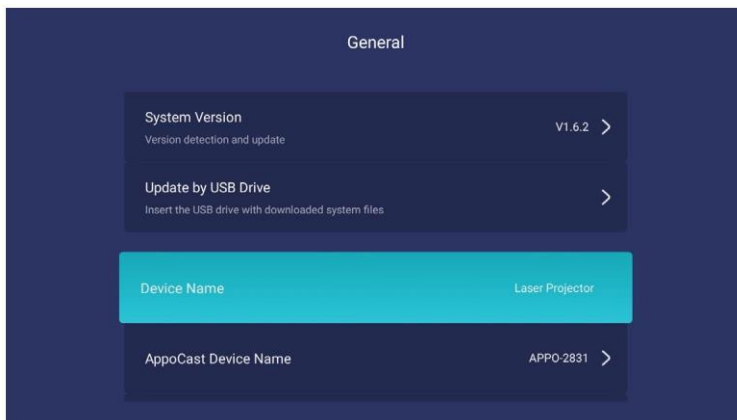 General
System Version
Version detection and update
V1.6.2
Update by USB Drive
Insert the USB drive with downloaded system files
Device Name
Laser Projector
AppoCast Device Name
APPO-2831